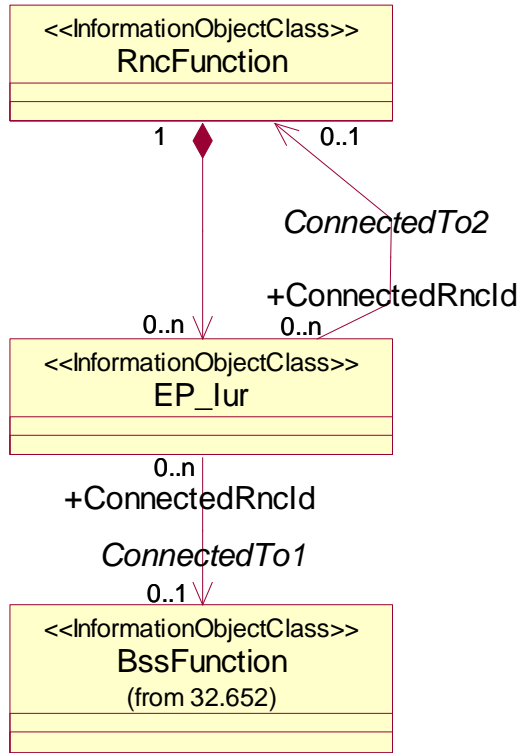 <<InformationObjectClass>>
RncFunction
1
0..1
ConnectedTo2
+ConnectedRncId
0..n
0..n
<<InformationObjectClass>>
EP_Iur
0..n
+ConnectedRncId
ConnectedTo1
0..1
<<InformationObjectClass>>
BssFunction
(from 32.652)